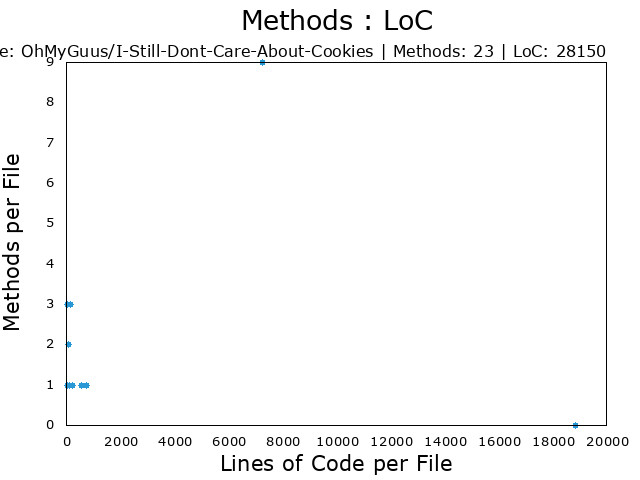 Methods : LoC
e: OhMyGuus/I-Still-Dont-Care-About-Cookies | Methods: 23 | LoC: 28150
Methods per File
9
8
7
6
5
4
3
2
1
0
0 2000 4000 6000 8000 10000 12000 14000 16000 18000 20000
Lines of Code per File